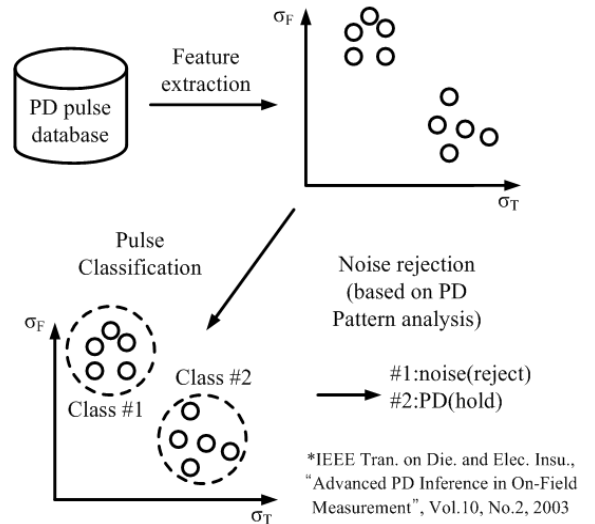 PD pulse
database
Feature
extraction
σF
σT
Pulse
Classification
Noise rejection
(based on PD
Pattern analysis)
σF
Class #1
Class #2
σT
#1:noise(reject)
#2:PD(hold)
*IEEE Tran. on Die. and Elec. Insu.,
“Advanced PD Inference in On-Field
Measurement”, Vol.10, No.2, 2003